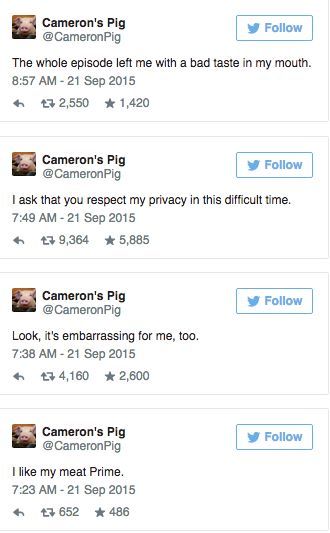 Cameron's Pig
@CameronPig
Follow
The whole episode left me with a bad taste in my mouth.
8:57 AM - 21 Sep 2015
2,550 1,420
Cameron's Pig
@CameronPig
Follow
I ask that you respect my privacy in this difficult time.
7:49 AM - 21 Sep 2015
9,364 5,885
Cameron's Pig
@CameronPig
Follow
Look, it's embarrassing for me, too.
7:38 AM - 21 Sep 2015
4,160 2,600
Cameron's Pig
@CameronPig
Follow
I like my meat Prime.
7:23 AM - 21 Sep 2015
652 486